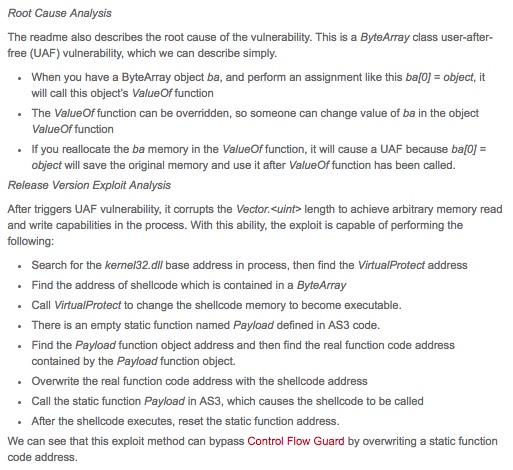 Root Cause Analysis
The readme also describes the root cause of the vulnerability. This is a ByteArray class user-after-
free (UAF) vulnerability, which we can describe simply.
• When you have a ByteArray object ba, and perform an assignment like this ba[0] = object, it
will call this object's ValueOf function
• The ValueOf function can be overridden, so someone can change value of ba in the object
ValueOf function
• If you reallocate the ba memory in the ValueOf function, it will cause a UAF because ba[0] =
object will save the original memory and use it after ValueOf function has been called.
Release Version Exploit Analysis
After triggers UAF vulnerability, it corrupts the Vector.<uint> length to achieve arbitrary memory read
and write capabilities in the process. With this ability, the exploit is capable of performing the
following:
• Search for the kernel32.dll base address in process, then find the VirtualProtect address
• Find the address of shellcode which is contained in a ByteArray
• Call VirtualProtect to change the shellcode memory to become executable.
• There is an empty static function named Payload defined in AS3 code.
• Find the Payload function object address and then find the real function code address
contained by the Payload function object.
• Overwrite the real function code address with the shellcode address
• Call the static function Payload in AS3, which causes the shellcode to be called
• After the shellcode executes, reset the static function address.
We can see that this exploit method can bypass Control Flow Guard by overwriting a static function
code address.